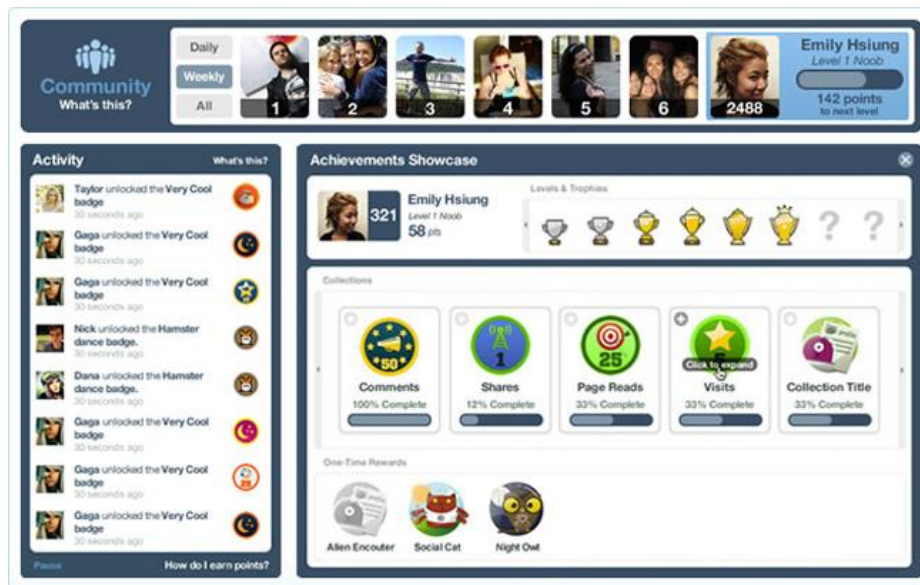 Community
What's this?
Daily
Weekly
All
1
2
3
4
5
6
2488
Emily Hsiung
Level 1 Noob
142 points
to next level
Activity
What's this?
Taylor unlocked the Very Cool
badge
30 seconds ago
Gaga unlocked the Very Cool
badge
30 seconds ago
Gaga unlocked the Very Cool
badge
30 seconds ago
Nick unlocked the Hamster
dance badge.
30 seconds ago
Dana unlocked the Hamster
dance badge.
30 seconds ago
Gaga unlocked the Very Cool
badge
30 seconds ago
Gaga unlocked the Very Cool
badge
30 seconds ago
25
Gaga unlocked the Very Cool
badge
30 seconds ago
Pause
How do I earn points?
Achievements Showcase
321
Emily Hsiung
Level 1 Noob
58 pts
Levels & Trophies
? ?
Collections
50
Comments
100% Complete
1
Shares
12% Complete
25
Page Reads
33% Complete
5
Click to expand
Visits
33% Complete
Collection Title
33% Complete
One-Time Rewards
Alien Encouter
Social Cat
Night Owl